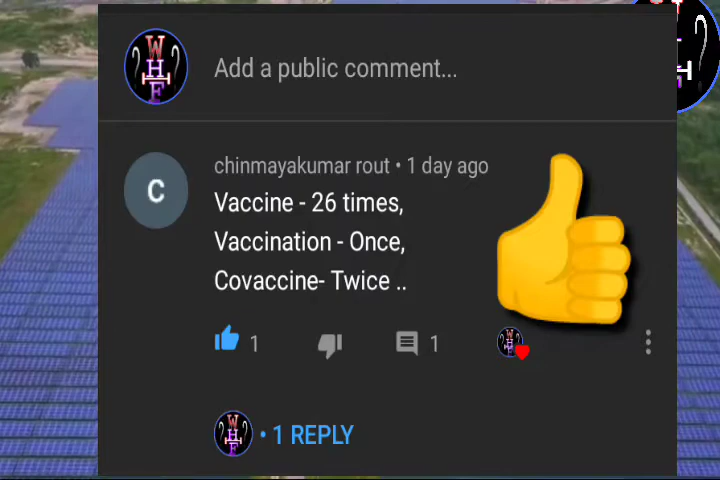 W
? H ?
F
Add a public comment...
chinmayakumar rout • 1 day ago
C
Vaccine - 26 times,
Vaccination - Once,
Covaccine- Twice ..
1
1
• 1 REPLY